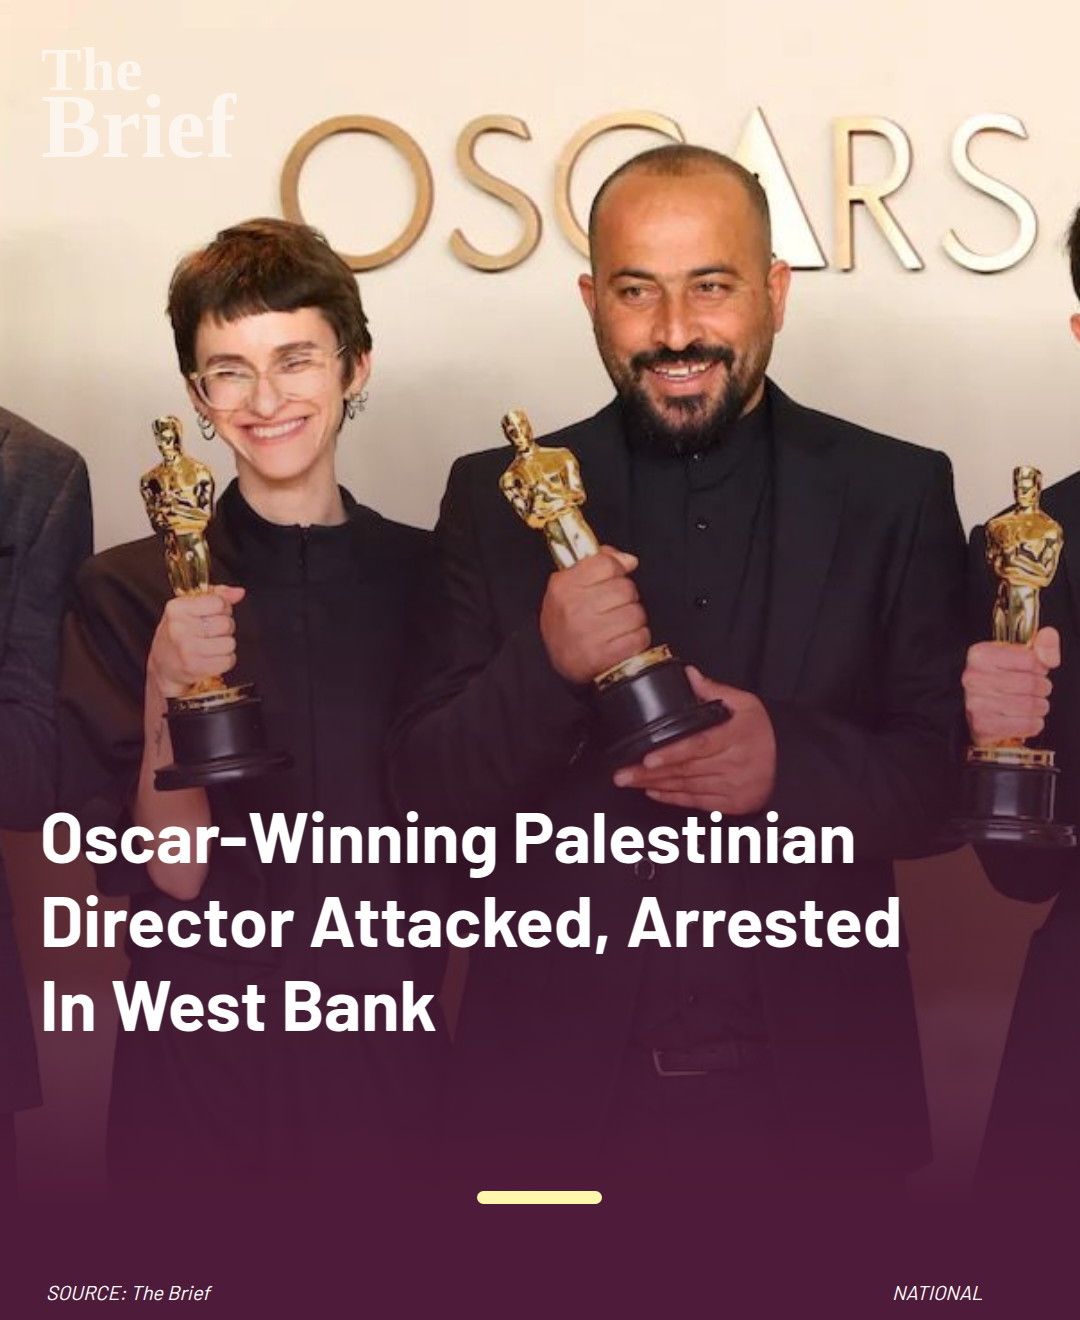 The
Brief
OSCARS
Oscar-Winning Palestinian
Director Attacked, Arrested
In West Bank
SOURCE: The Brief
NATIONAL